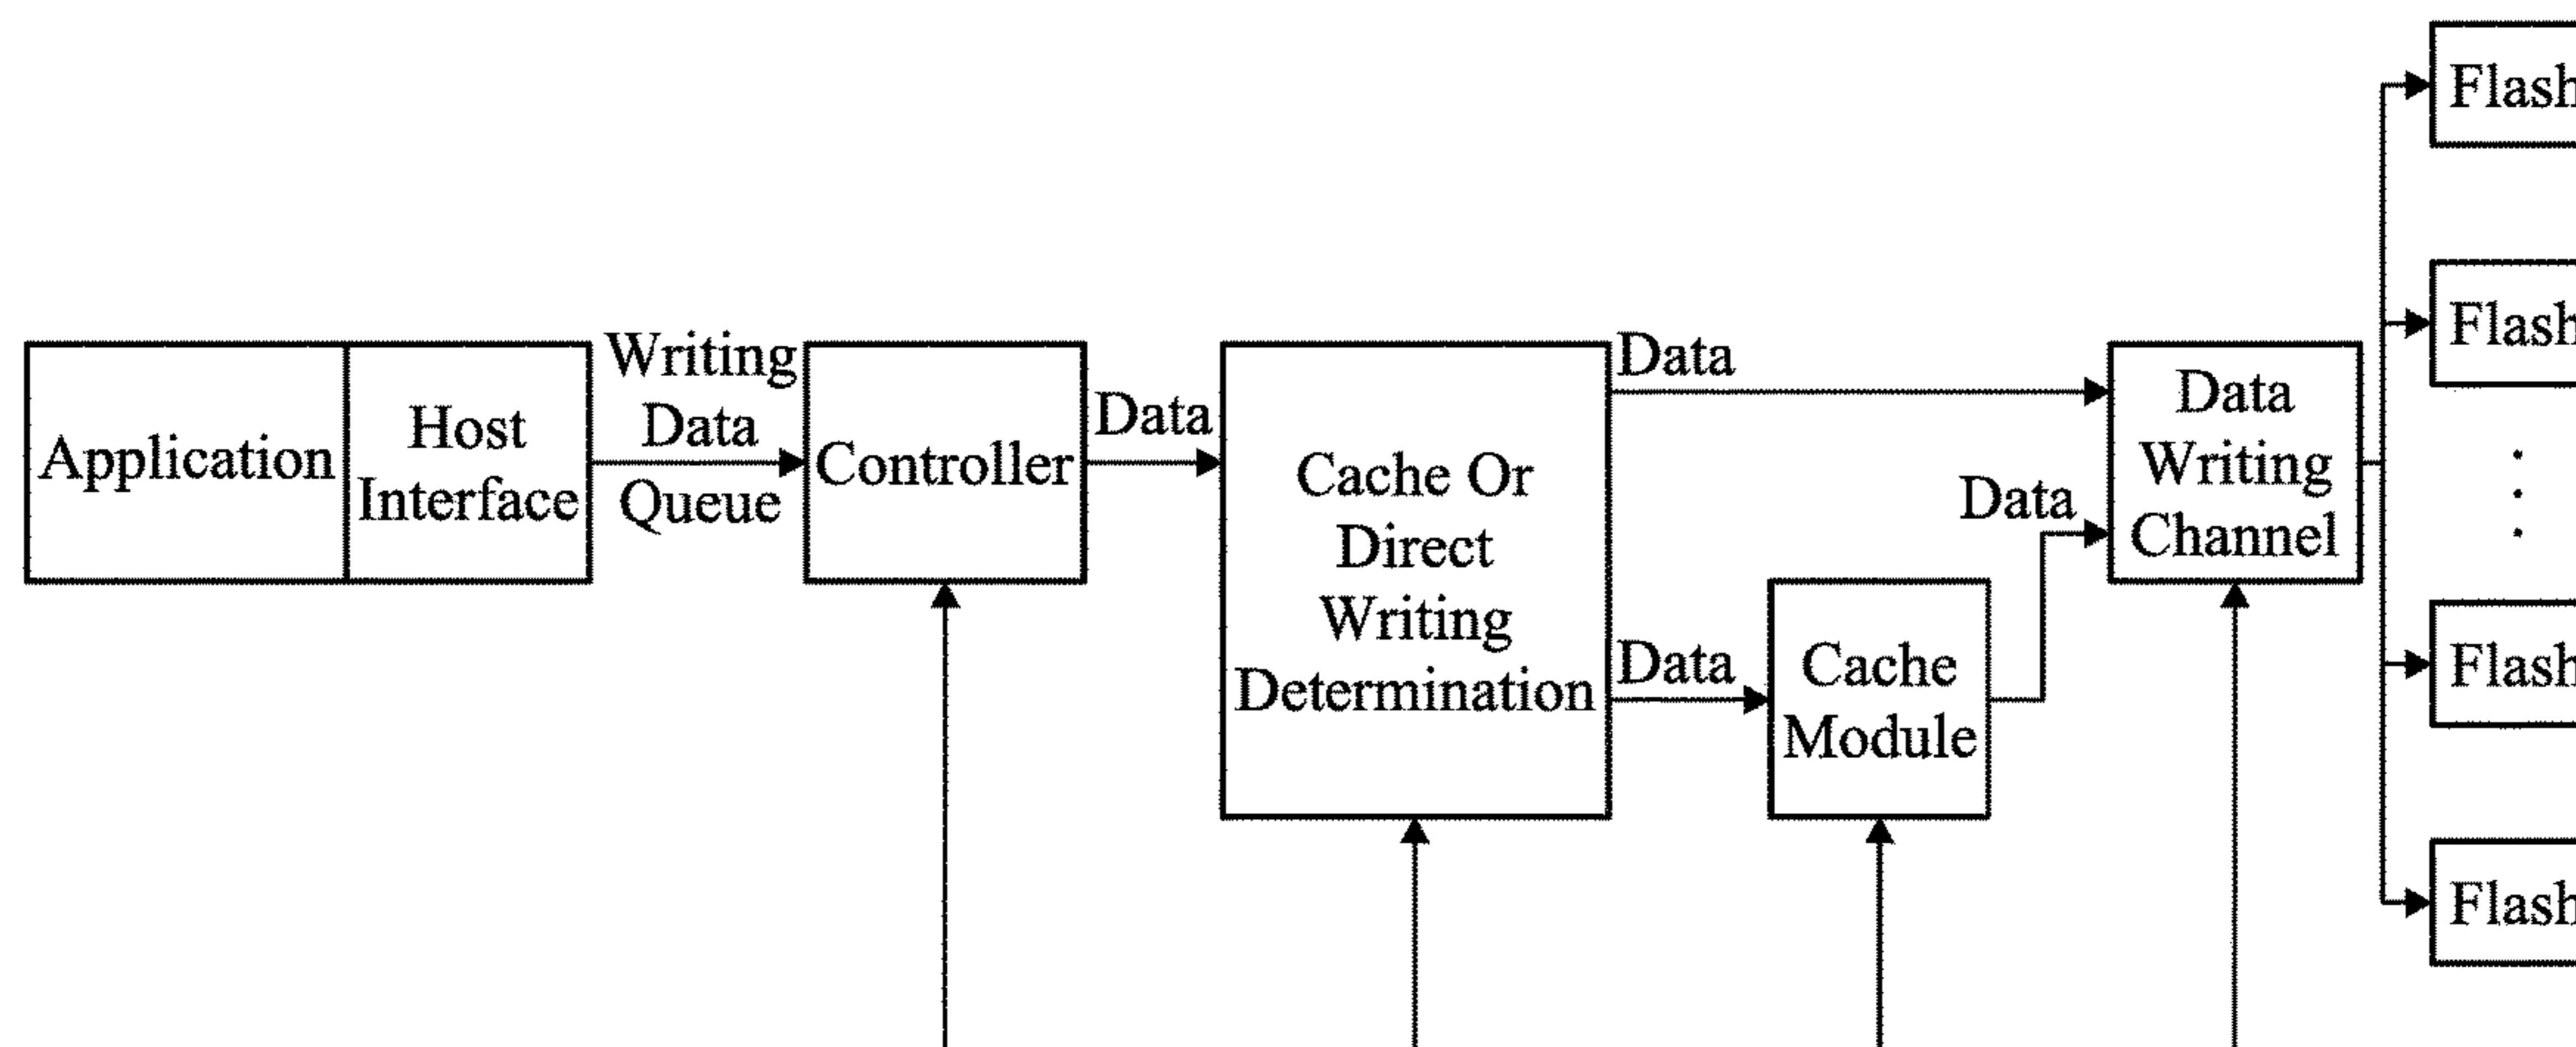 Application
Host
Interface
Writing
Data
Queue
Controller
Data
Cache Or
Direct
Writing
Determination
Data
Data
Cache
Module
Data
Data
Writing
Channel
Flash
Flash
Flash
Flash